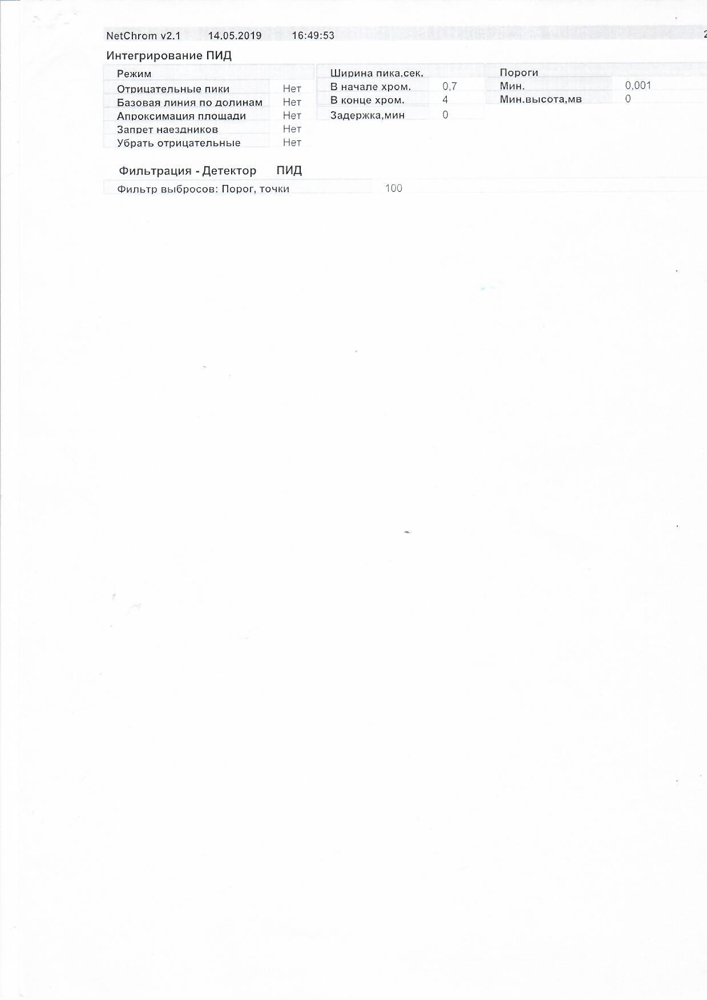 NetChrom v2.1 14.05.2019 16:49:53 2
Интегрирование ПИД
Режим Ширина пика,сек. Пороги
Отрицательные пики Нет В начале хром. 0,7 Мин. 0,001
Базовая линия по долинам Нет В конце хром. 4 Мин.высота,мв 0
Апроксимация площади Нет Задержка,мин 0
Запрет наездников Нет
Убрать отрицательные Нет
Фильтрация - Детектор ПИД
Фильтр выбросов: Порог, точки 100